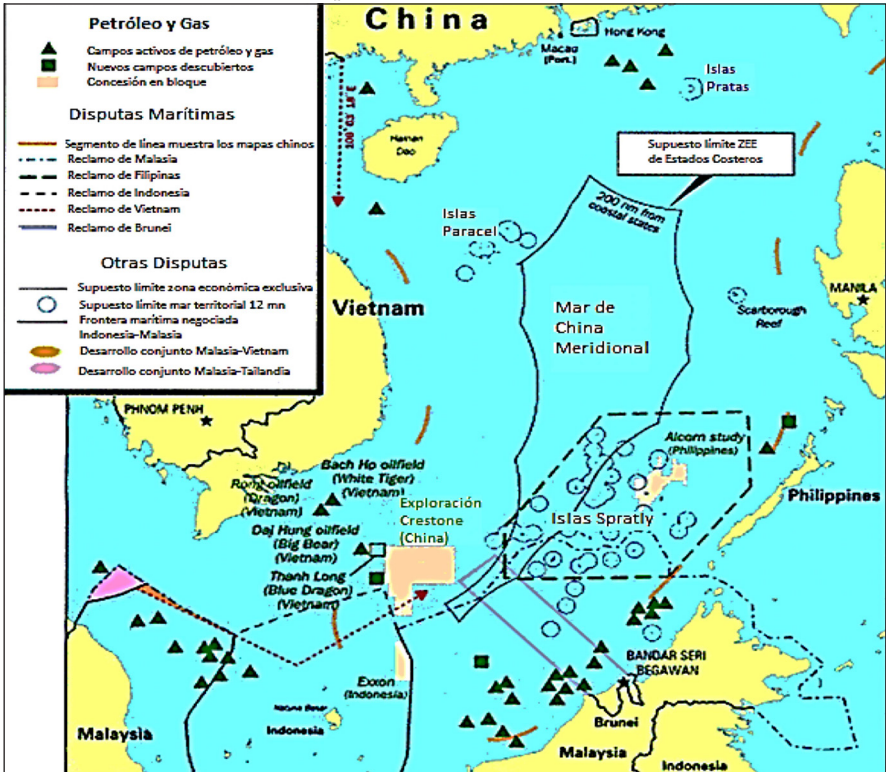 Petróleo y Gas
Campos activos de petróleo y gas
Nuevos campos descubiertos
Concesión en bloque
Disputas Marítimas
Segmento de línea muestra los mapas chinos
Reclamo de Malasia
Reclamo de Filipinas
Reclamo de Indonesia
Reclamo de Vietnam
Reclamo de Brunei
Otras Disputas
Supuesto límite zona económica exclusiva
Supuesto límite mar territorial 12 mn
Frontera marítima negociada
Indonesia-Malasia
Desarrollo conjunto Malasia-Vietnam
Desarrollo conjunto Malasia-Tailandia
China
Hong Kong
Macao
(Port.)
Islas
Pratas
Hainan
Dao
Supuesto límite ZEE
de Estados Costeros
200 nm from
coastal states
Islas
Paracel
Vietnam
Mar de
China
Meridional
MANILA
Scarborough
Reef
PHNOM PENH
Alcorn study
(Philippines)
Bach Ho oilfield
(White Tiger)
(Vietnam)
oilfield
(Dragon)
(Vietnam)
Philippines
Exploración
Crestone
(China)
Islas Spratly
Dai Hung oilfield
(Big Bear)
(Vietnam)
Thanh Long
(Blue Dragon)
(Vietnam)
BANDAR SERI
BEGAWAN
Exxon
(Indonesia)
Indonesia
Brunei
Malaysia
Malaysia
Indonesia